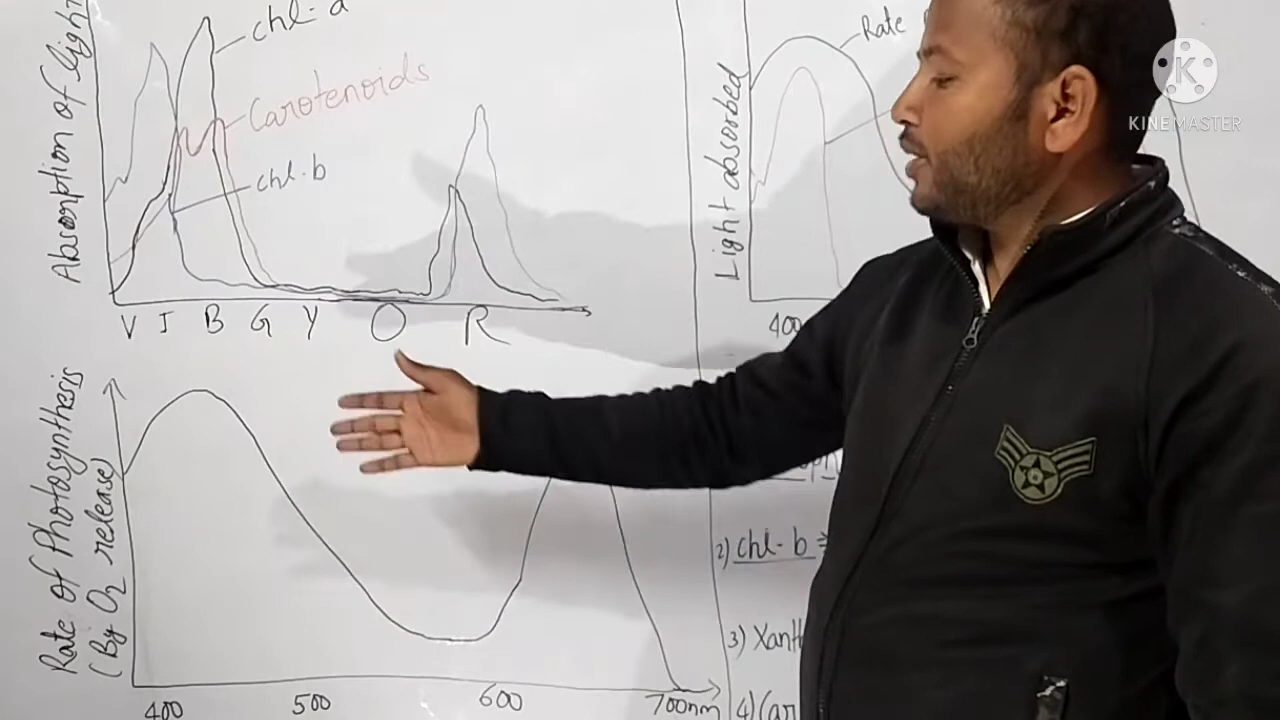 Absorption of light
chl-a
Carotenoids
chl.b
V I B G Y O R
Rate of Photosynthesis
(By O2 release)
400 500 600 700nm
Rate
Light absorbed
400
2) chl-b ⇒
3) Xanth
4) Car
KINEMASTER